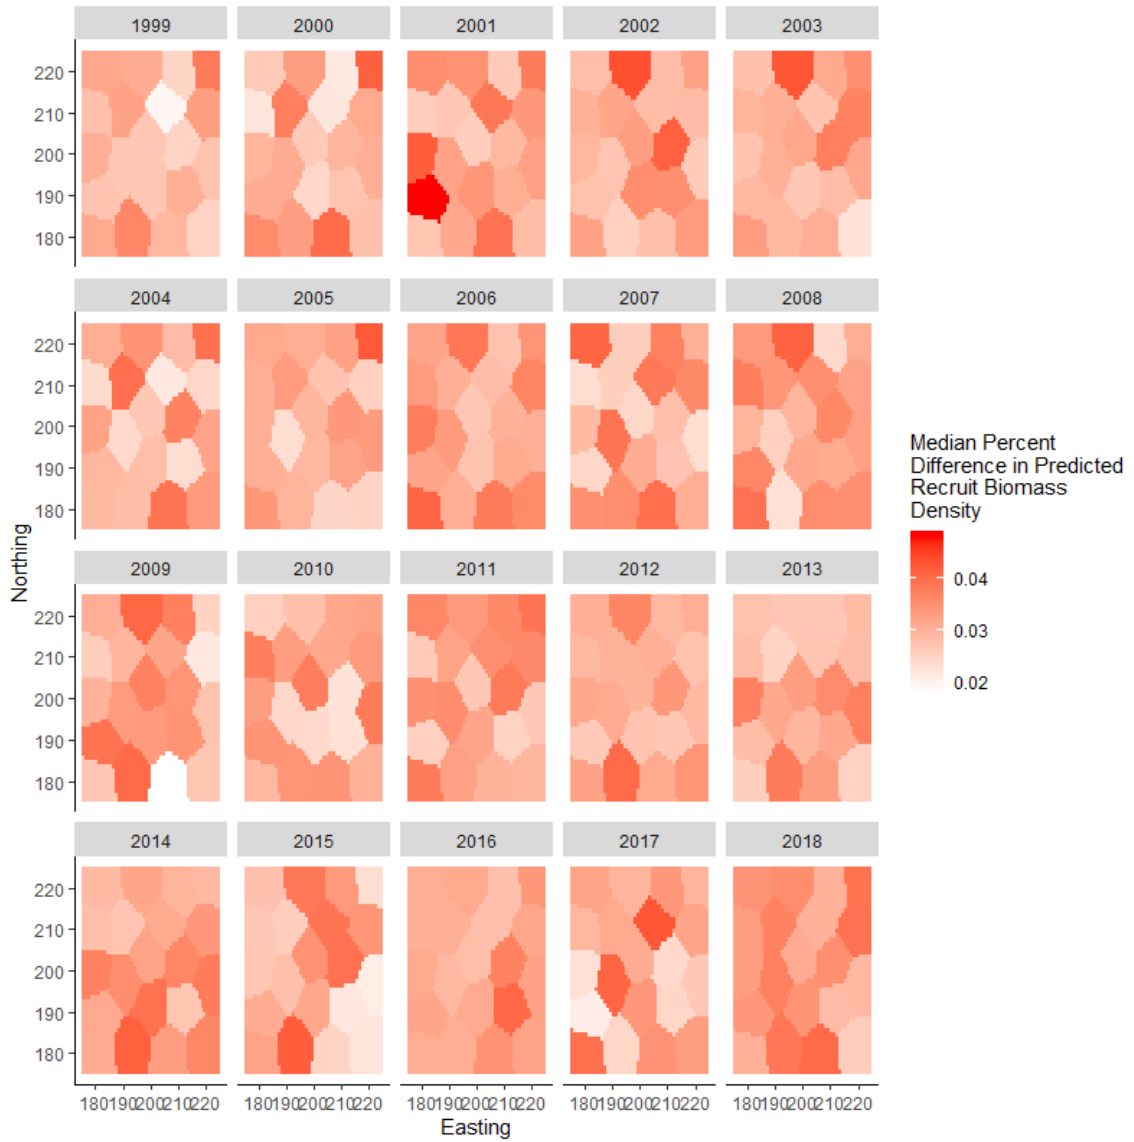 1999 2000 2001 2002 2003
220
210
200
190
180
2004 2005 2006 2007 2008
220
210
200
190
180
2009 2010 2011 2012 2013
220
210
200
190
180
2014 2015 2016 2017 2018
220
210
200
190
180
180190200210220 180190200210220 180190200210220 180190200210220 180190200210220
Easting
Northing
Median Percent
Difference in Predicted
Recruit Biomass
Density
0.04
0.03
0.02